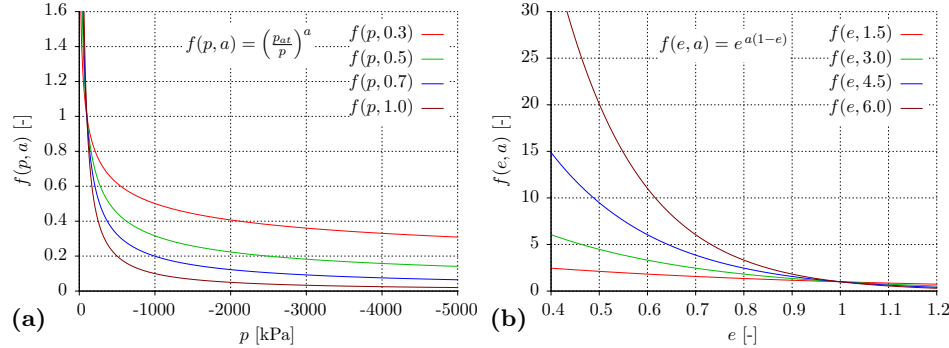 1.6
1.4
1.2
1
0.8
0.6
0.4
0.2
0
f(p, a) [-]
f(p, a) = (p_at/p)^a
f(p, 0.3)
f(p, 0.5)
f(p, 0.7)
f(p, 1.0)
0 -1000 -2000 -3000 -4000 -5000
p [kPa]
(a)
30
25
20
15
10
5
0
f(e, a) [-]
f(e, a) = e^{a(1−e)}
f(e, 1.5)
f(e, 3.0)
f(e, 4.5)
f(e, 6.0)
0.4 0.5 0.6 0.7 0.8 0.9 1 1.1 1.2
e [-]
(b)